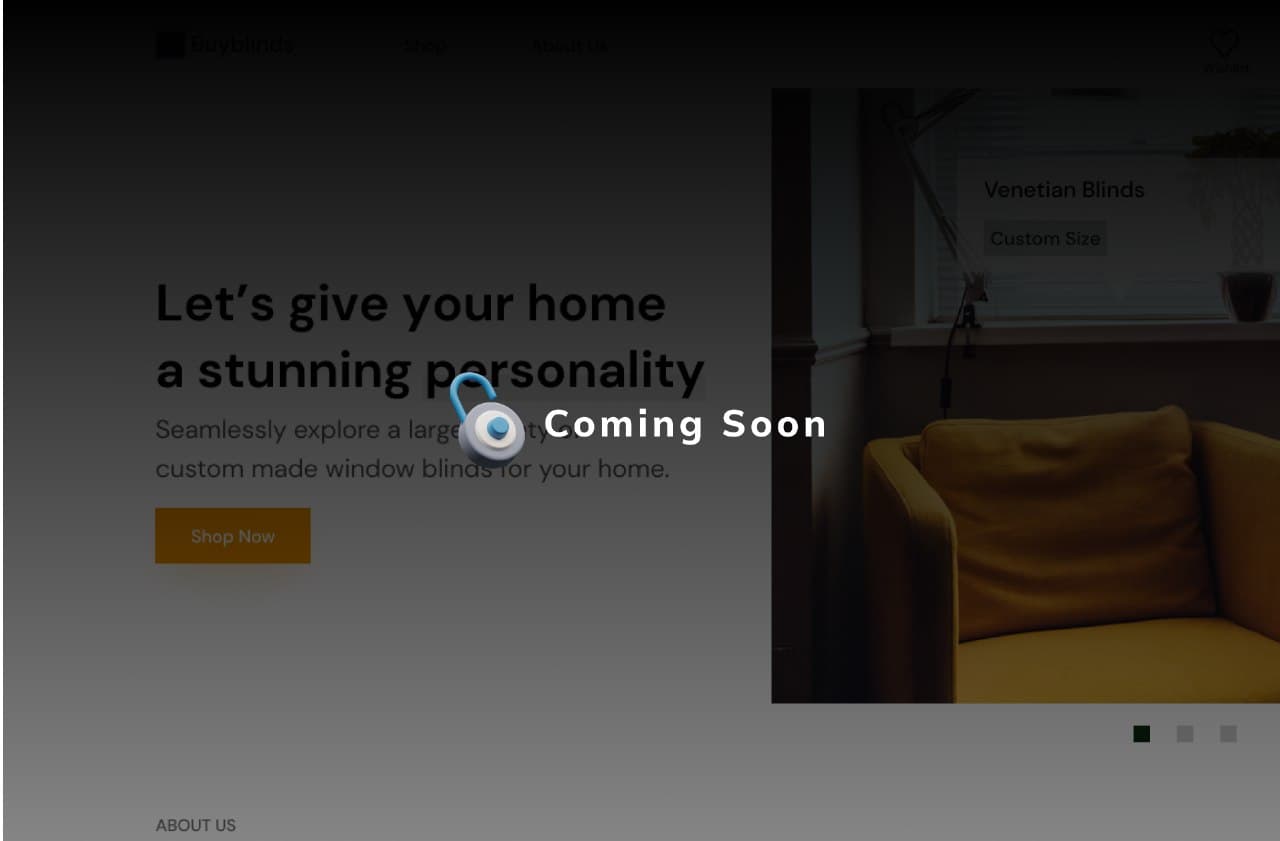 Buyblinds
Shop
About Us
Wishlist
Venetian Blinds
Custom Size
Let’s give your home
a stunning personality
Seamlessly explore a large
custom made window blinds for your home.
Coming Soon
Shop Now
ABOUT US